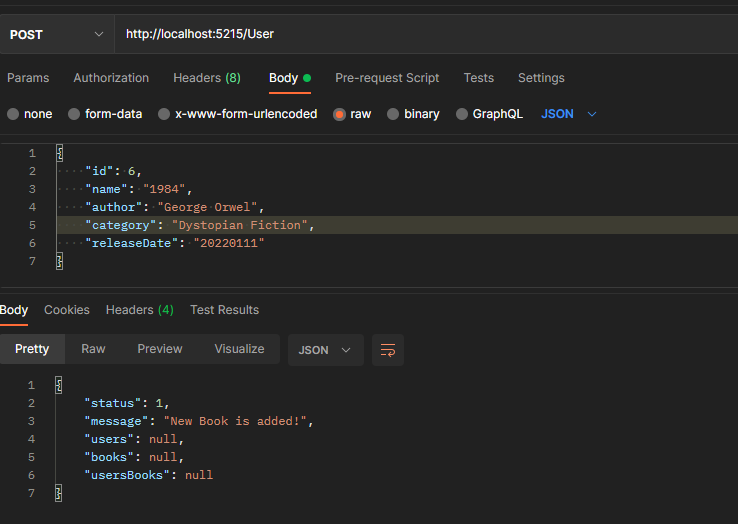 POST http://localhost:5215/User
Params Authorization Headers (8) Body Pre-request Script Tests Settings
none form-data x-www-form-urlencoded raw binary GraphQL JSON
1 {
2 ····"id":·6,
3 ····"name":·"1984",
4 ····"author":·"George·Orwel",
5 ····"category":·"Dystopian·Fiction",
6 ····"releaseDate":·"20220111"
7 }
Body Cookies Headers (4) Test Results
Pretty Raw Preview Visualize JSON
1 {
2 "status": 1,
3 "message": "New Book is added!",
4 "users": null,
5 "books": null,
6 "usersBooks": null
7 }